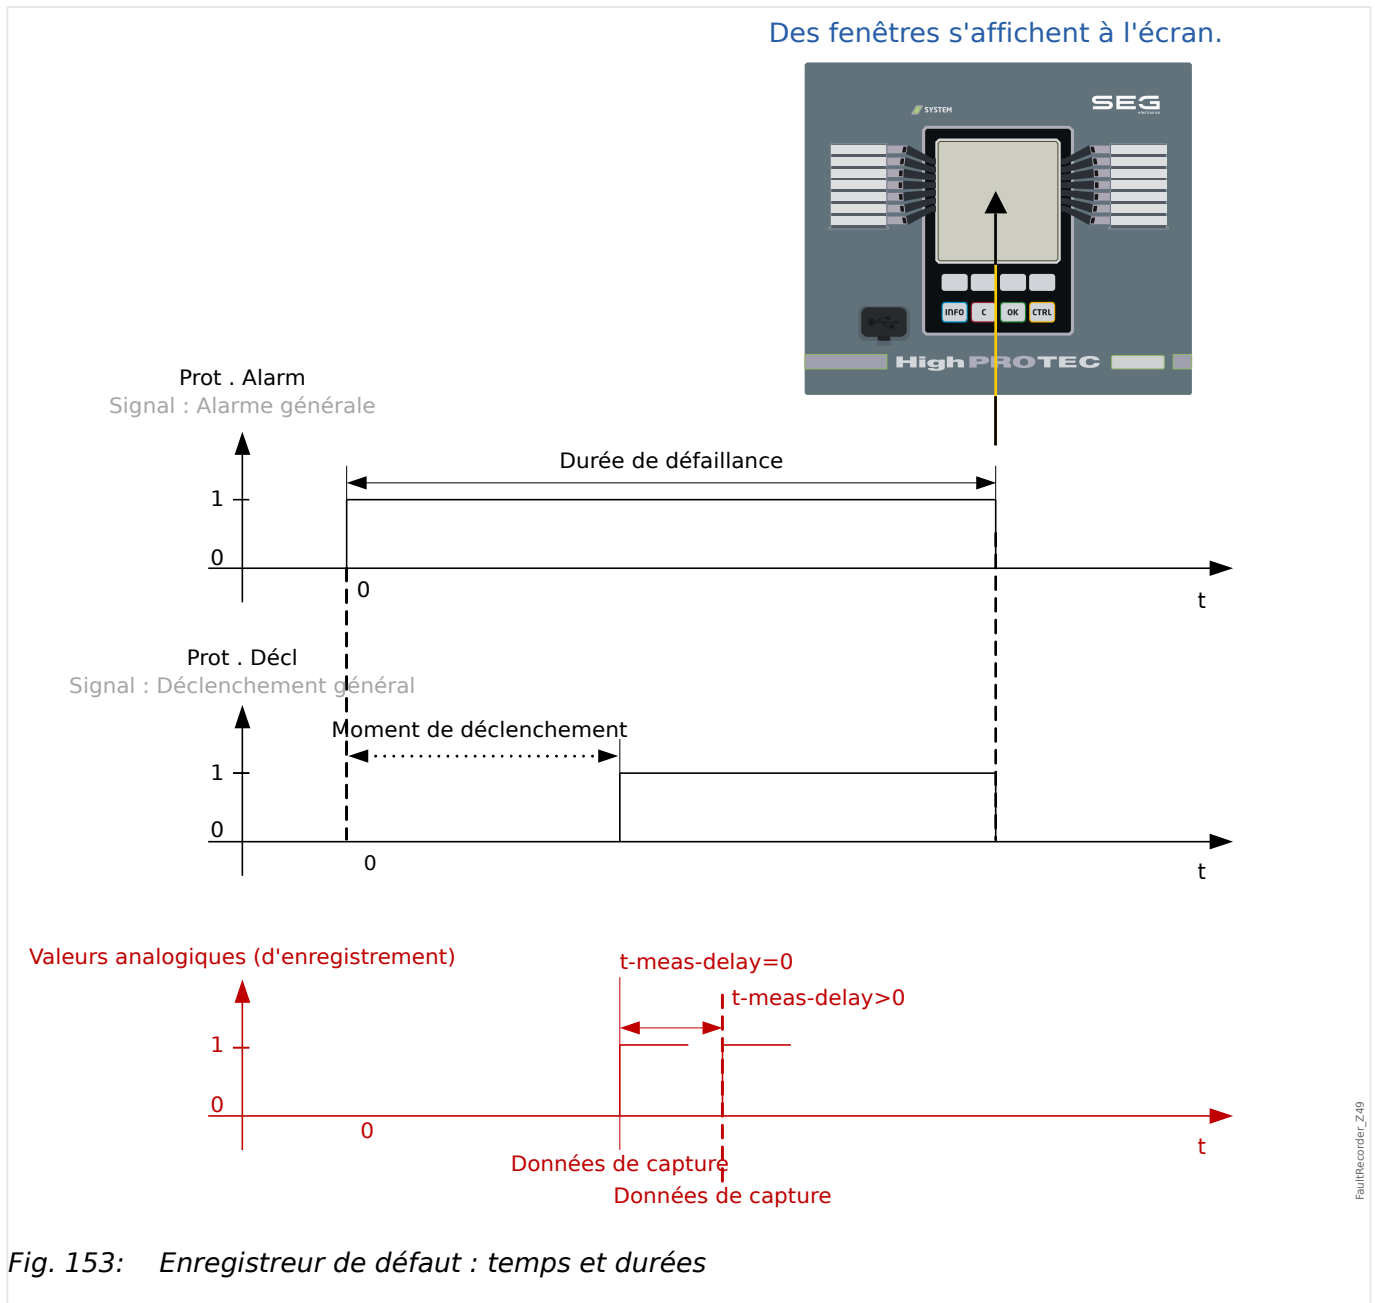 Des fenêtres s'affichent à l'écran.
SYSTEM
SEG
electronics
INFO
C
OK
CTRL
HighPROTEC
Prot . Alarm
Signal : Alarme générale
Durée de défaillance
1
0
0
t
Prot . Décl
Signal : Déclenchement général
Moment de déclenchement
1
0
0
t
Valeurs analogiques (d'enregistrement)
t-meas-delay=0
t-meas-delay>0
1
0
0
t
Données de capture
Données de capture
FaultRecorder_Z49
Fig. 153: Enregistreur de défaut : temps et durées